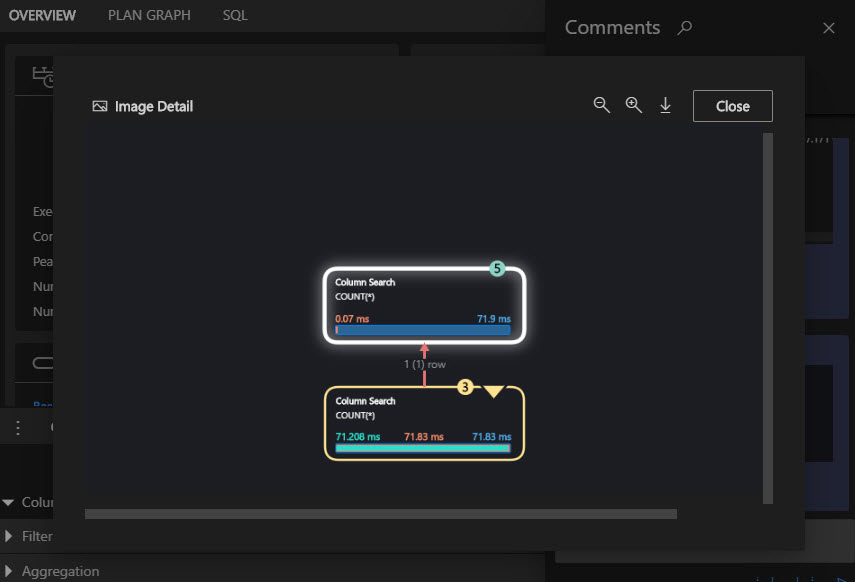 OVERVIEW PLAN GRAPH SQL
Comments
Image Detail
Close
Exe
Con
Pea
Nur
Nur
5
Column Search
COUNT(*)
0.07 ms 71.9 ms
1 (1) row
3
Column Search
COUNT(*)
71.208 ms 71.83 ms 71.83 ms
Colur
Filter
Aggregation